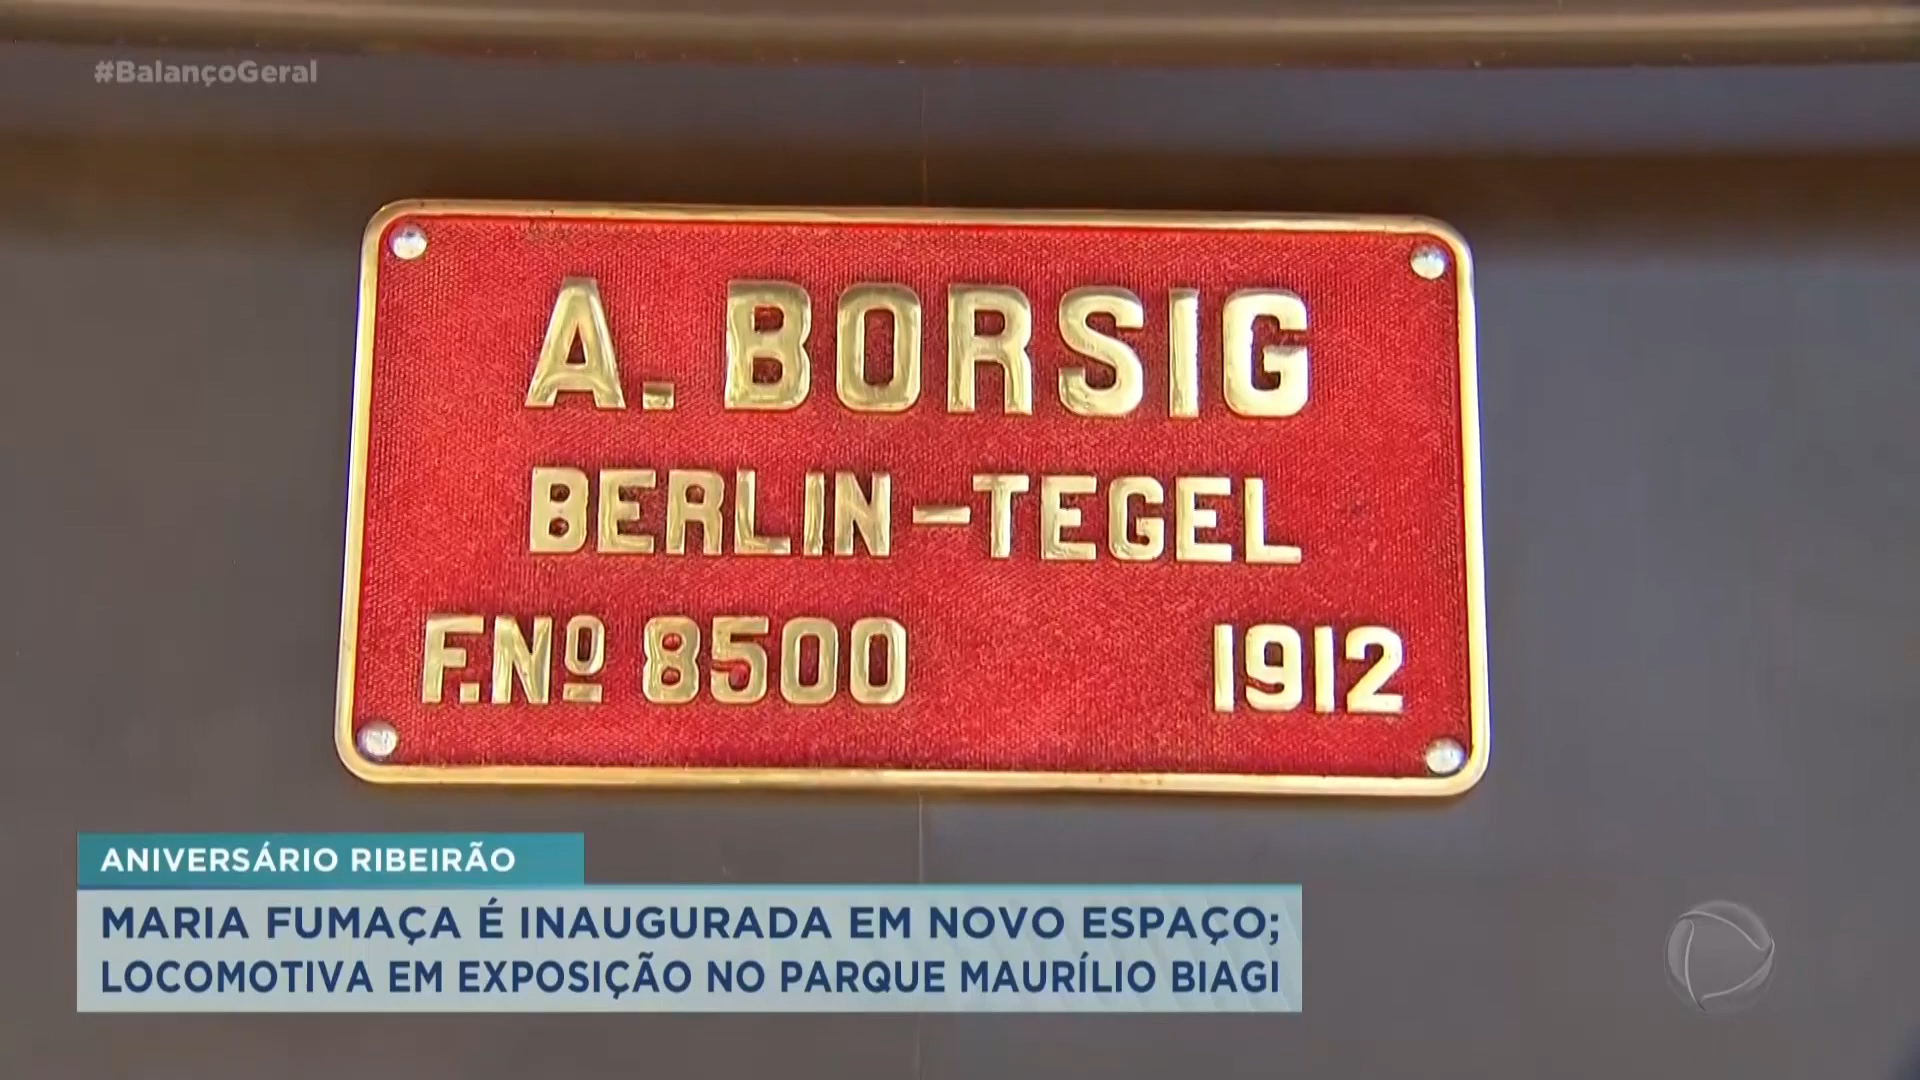 #BalançoGeral
A. BORSIG
BERLIN-TEGEL
F.Nº 8500 1912
ANIVERSÁRIO RIBEIRÃO
MARIA FUMAÇA É INAUGURADA EM NOVO ESPAÇO;
LOCOMOTIVA EM EXPOSIÇÃO NO PARQUE MAURÍLIO BIAGI